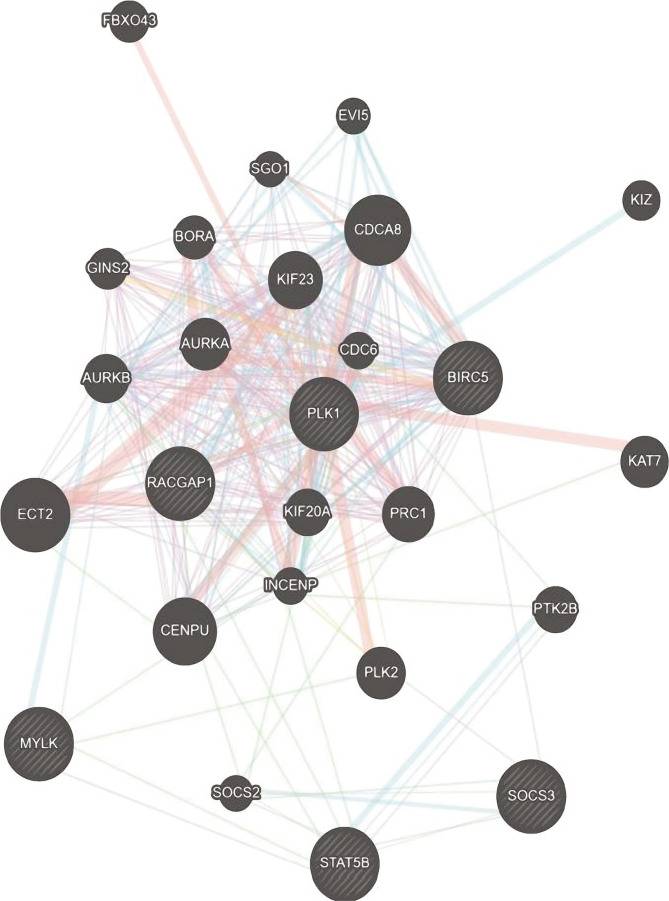 FBXO43
EVI5
SGO1
KIZ
BORA
CDCA8
GINS2
KIF23
AURKA
CDC6
AURKB
BIRC5
PLK1
KAT7
RACGAP1
ECT2
KIF20A
PRC1
INCENP
PTK2B
CENPU
PLK2
MYLK
SOCS2
SOCS3
STAT5B